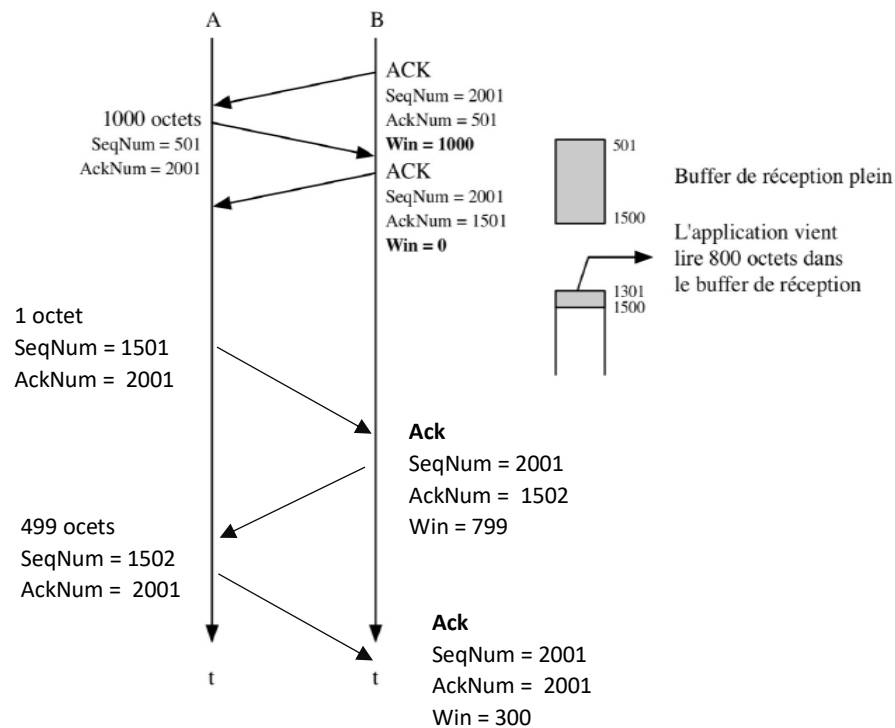 A
B
ACK
SeqNum = 2001
AckNum = 501
Win = 1000
1000 octets
SeqNum = 501
AckNum = 2001
ACK
SeqNum = 2001
AckNum = 1501
Win = 0
501
1500
Buffer de réception plein
L'application vient
lire 800 octets dans
le buffer de réception
1301
1500
1 octet
SeqNum = 1501
AckNum = 2001
Ack
SeqNum = 2001
AckNum = 1502
Win = 799
499 ocets
SeqNum = 1502
AckNum = 2001
Ack
SeqNum = 2001
AckNum = 2001
Win = 300
t
t